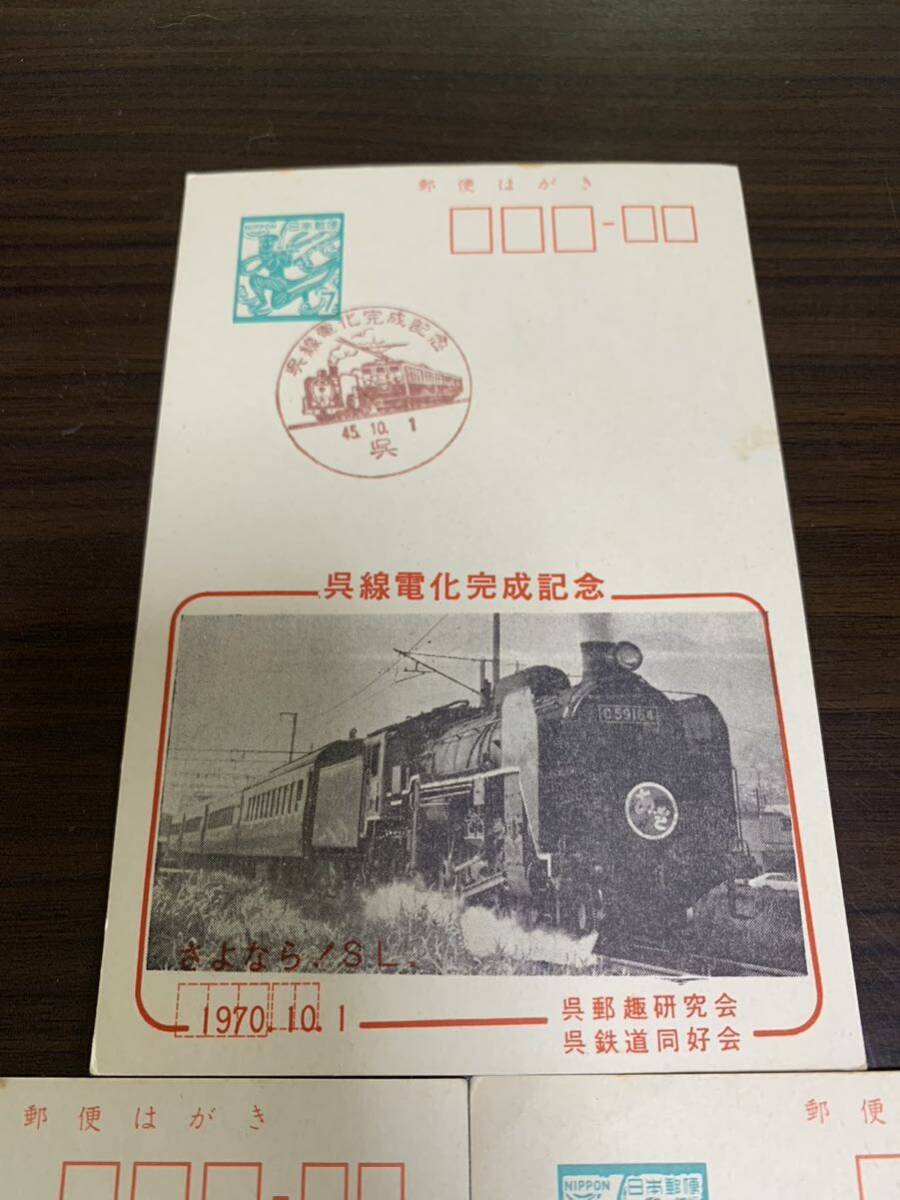 郵便はがき
NIPPON 日本郵便
7
呉線電化完成記念
45.10.1
呉
呉線電化完成記念
C59164
あそ
さよなら!SL.
1970.10.1
呉郵趣研究会
呉鉄道同好会
郵便はがき
郵便
NIPPON 日本郵便